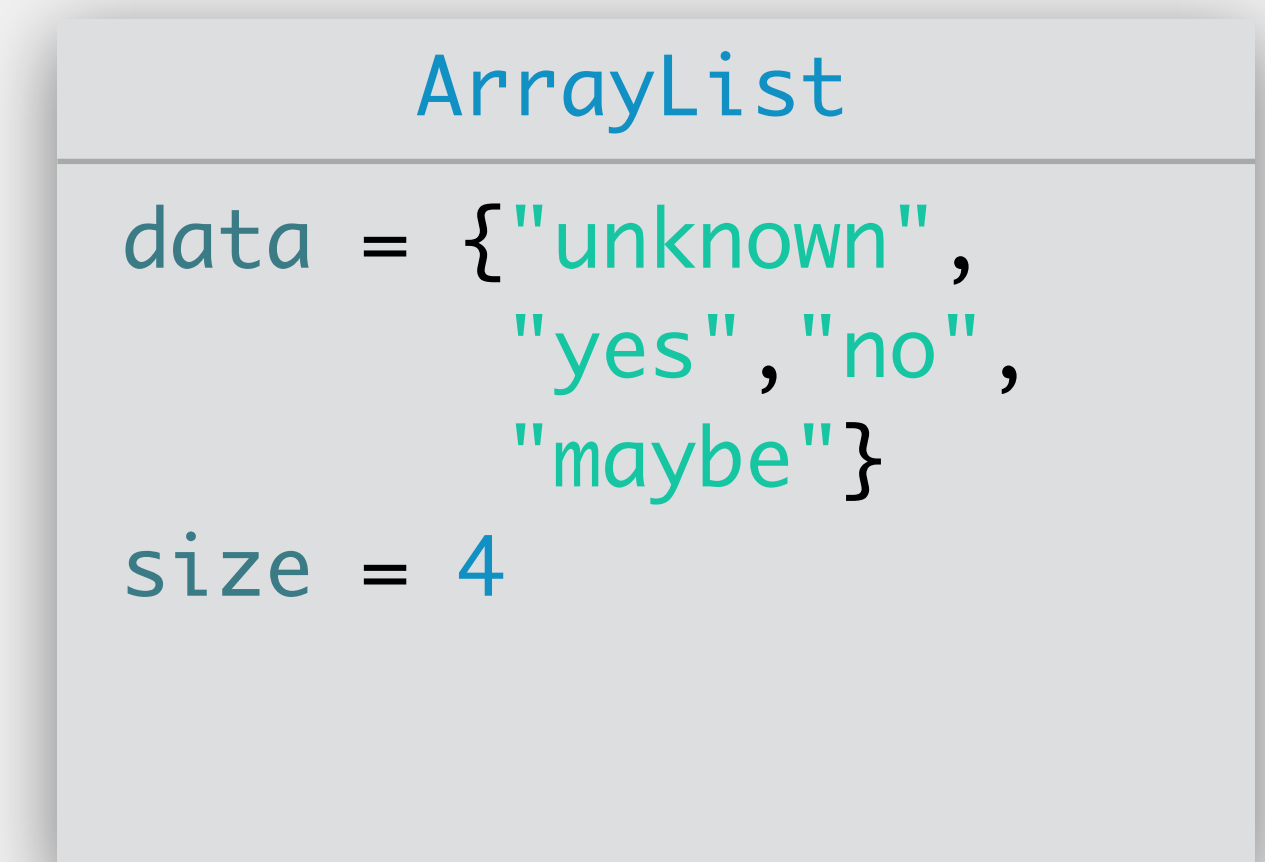 ArrayList
data = {"unknown",
"yes","no",
"maybe"}
size = 4